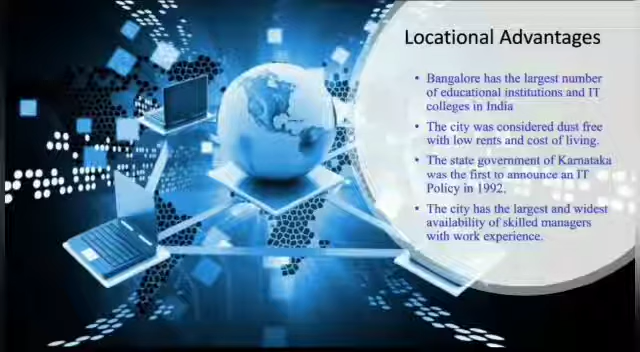 Locational Advantages
• Bangalore has the largest number
of educational institutions and IT
colleges in India
• The city was considered dust free
with low rents and cost of living.
• The state government of Karnataka
was the first to announce an IT
Policy in 1992.
• The city has the largest and widest
availability of skilled managers
with work experience.